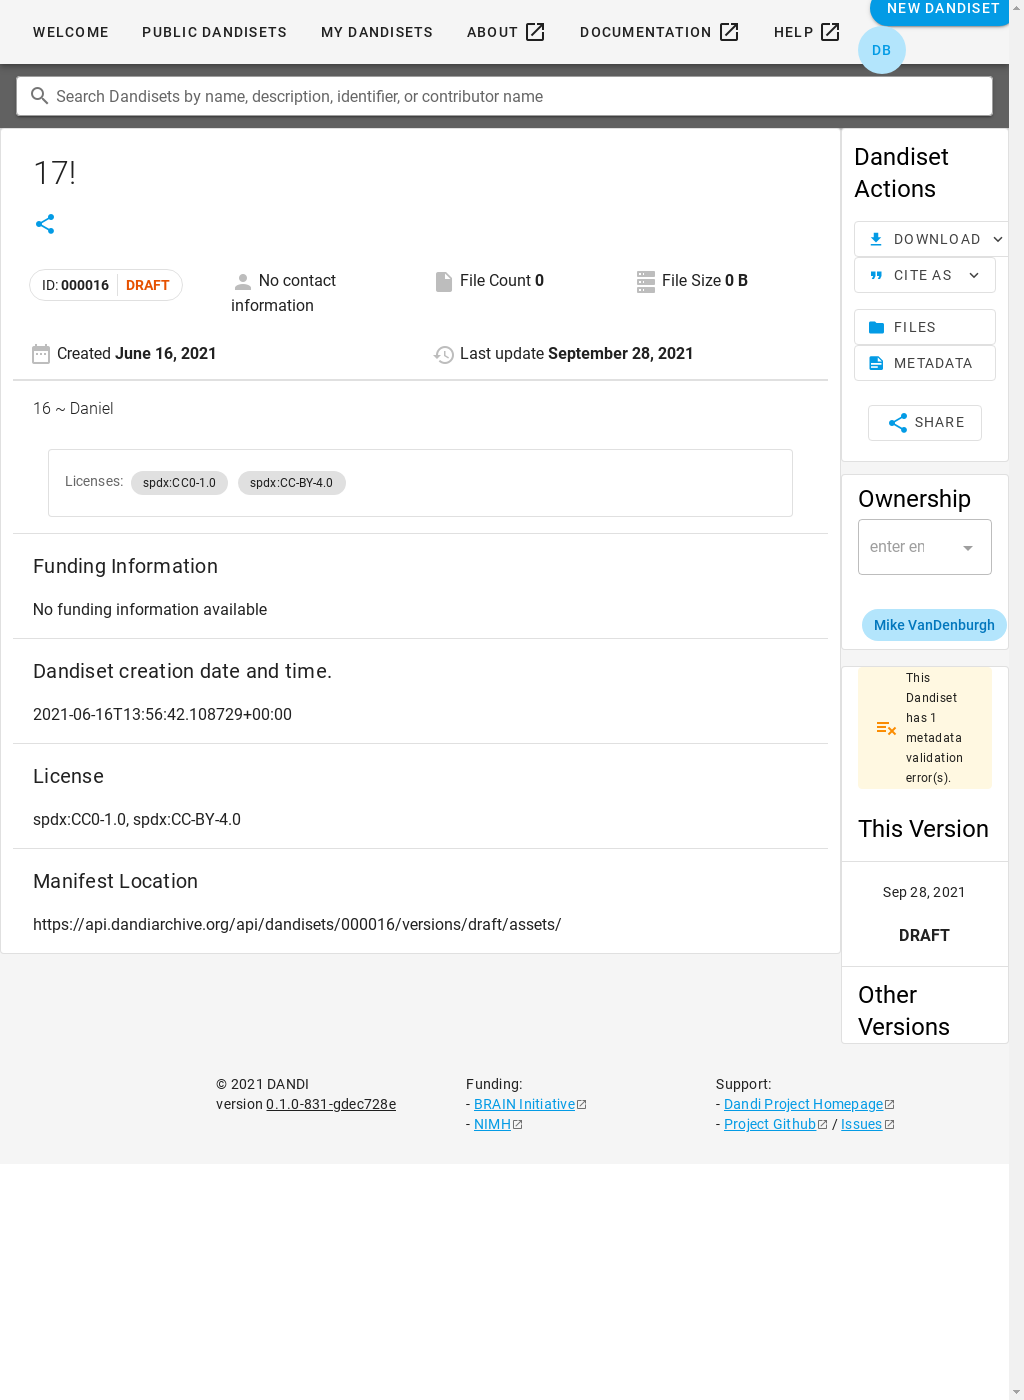 WELCOME PUBLIC DANDISETS MY DANDISETS ABOUT DOCUMENTATION HELP NEW DANDISET
DB
Search Dandisets by name, description, identifier, or contributor name
17!
ID: 000016 DRAFT
No contact information
File Count 0
File Size 0 B
Created June 16, 2021
Last update September 28, 2021
16 ~ Daniel
Licenses: spdx:CC0-1.0 spdx:CC-BY-4.0
Funding Information
No funding information available
Dandiset creation date and time.
2021-06-16T13:56:42.108729+00:00
License
spdx:CC0-1.0, spdx:CC-BY-4.0
Manifest Location
https://api.dandiarchive.org/api/dandisets/000016/versions/draft/assets/
Dandiset
Actions
DOWNLOAD
CITE AS
FILES
METADATA
SHARE
Ownership
enter en
Mike VanDenburgh
This
Dandiset
has 1
metadata
validation
error(s).
This Version
Sep 28, 2021
DRAFT
Other
Versions
© 2021 DANDI
version 0.1.0-831-gdec728e
Funding:
- BRAIN Initiative
- NIMH
Support:
- Dandi Project Homepage
- Project Github / Issues